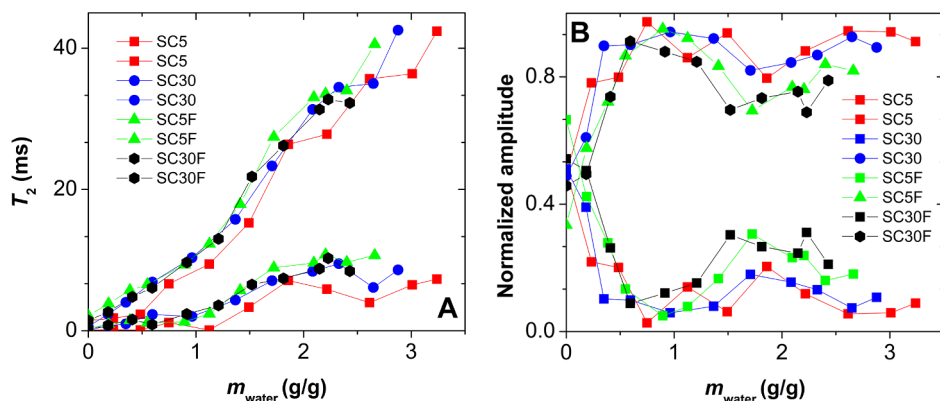 40
20
0
T2 (ms)
SC5
SC5
SC30
SC30
SC5F
SC5F
SC30F
SC30F
A
0 1 2 3
mwater (g/g)
B
0.8
0.4
0.0
Normalized amplitude
SC5
SC5
SC30
SC30
SC5F
SC5F
SC30F
SC30F
0 1 2 3
mwater (g/g)